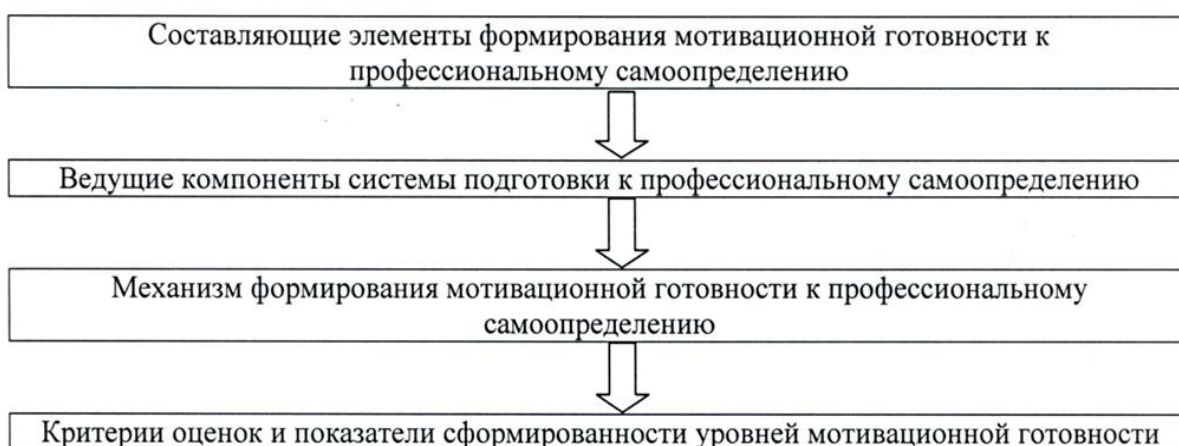 Составляющие элементы формирования мотивационной готовности к
профессиональному самоопределению
Ведущие компоненты системы подготовки к профессиональному самоопределению
Механизм формирования мотивационной готовности к профессиональному
самоопределению
Критерии оценок и показатели сформированности уровней мотивационной готовности